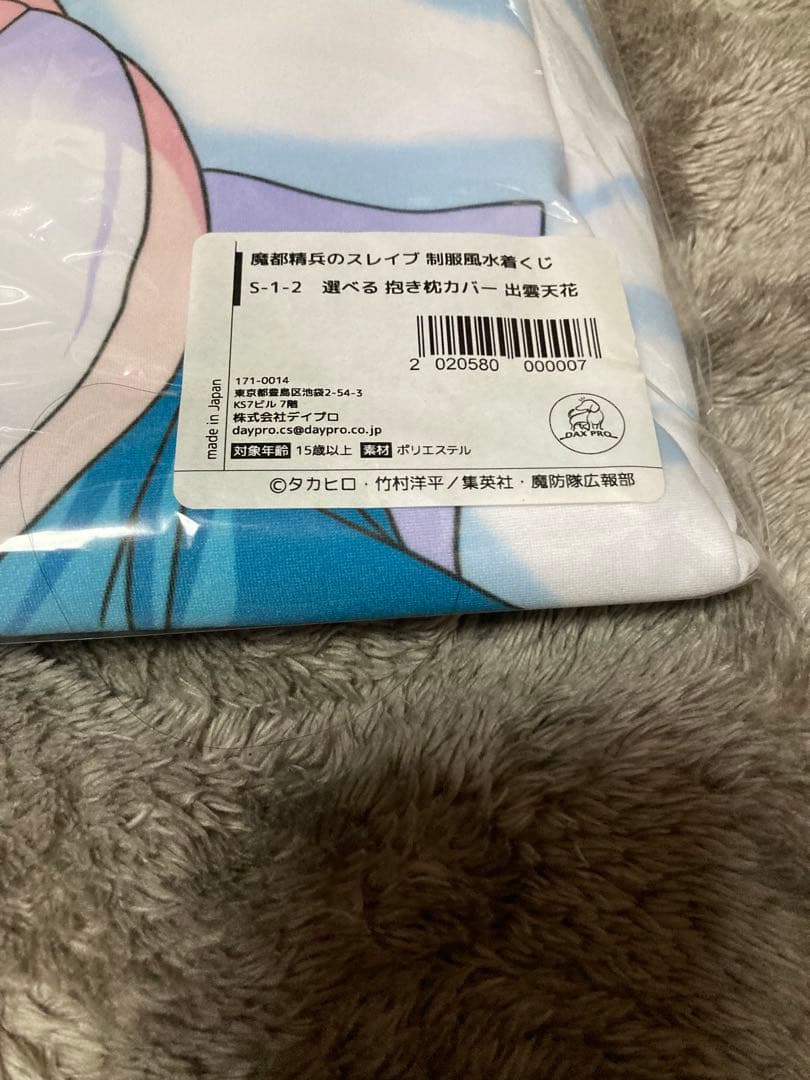 魔都精兵のスレイブ 制服風水着くじ
S-1-2　選べる 抱き枕カバー 出雲天花
2 020580 000007
made in Japan
171-0014
東京都豊島区池袋2-54-3
KS7ビル 7階
株式会社デイプロ
daypro.cs@daypro.co.jp
DAX PRO
対象年齢 15歳以上 素材 ポリエステル
©タカヒロ・竹村洋平/集英社・魔防隊広報部